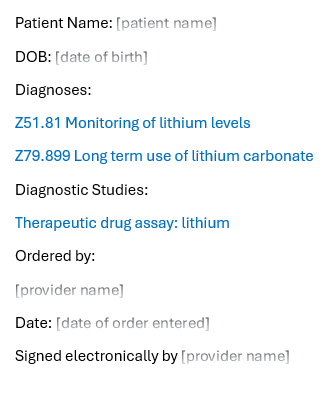 Patient Name: [patient name]
DOB: [date of birth]
Diagnoses:
Z51.81 Monitoring of lithium levels
Z79.899 Long term use of lithium carbonate
Diagnostic Studies:
Therapeutic drug assay: lithium
Ordered by:
[provider name]
Date: [date of order entered]
Signed electronically by [provider name]